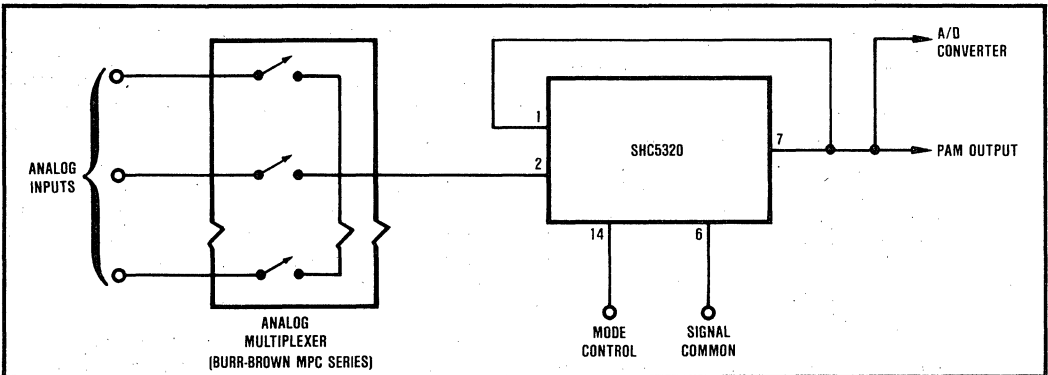 ANALOG
INPUTS
ANALOG
MULTIPLEXER
(BURR-BROWN MPC SERIES)
1
2
SHC5320
7
14
6
MODE
CONTROL
SIGNAL
COMMON
A/D
CONVERTER
PAM OUTPUT